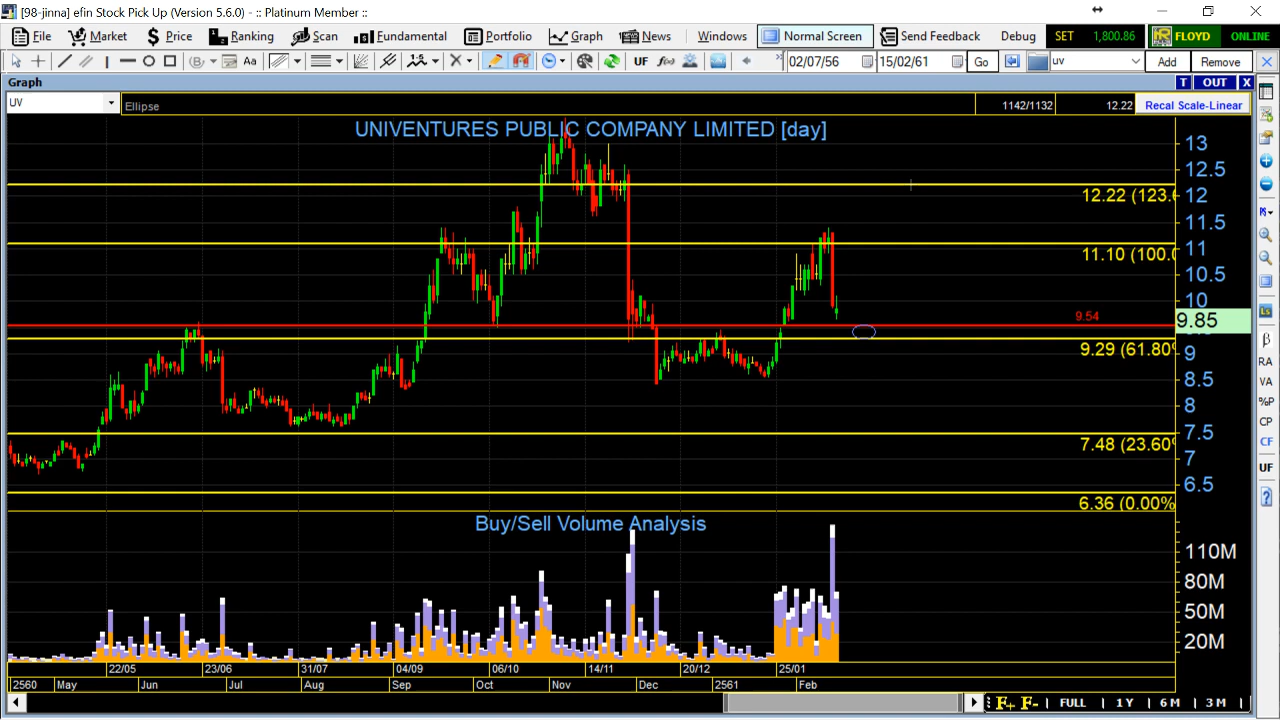 [98-jinna] efin Stock Pick Up (Version 5.6.0) - :: Platinum Member ::
File Market Price Ranking Scan Fundamental Portfolio Graph News Windows Normal Screen Send Feedback Debug SET 1,800.86 FLOYD ONLINE
Aa UF f(x) 02/07/56 15/02/61 Go uv Add Remove
Graph T OUT X
UV Ellipse 1142/1132 12.22 Recal Scale-Linear
UNIVENTURES PUBLIC COMPANY LIMITED [day]
13
12.5
12.22 (123.6
12
11.5
11
11.10 (100.0
10.5
10
9.54
9.85
9.29 (61.80%
9
8.5
8
7.5
7.48 (23.60%
7
6.5
6.36 (0.00%
Buy/Sell Volume Analysis
110M
80M
50M
20M
22/05 23/06 31/07 04/09 06/10 14/11 20/12 25/01
2560 May Jun Jul Aug Sep Oct Nov Dec 2561 Feb
F+ F- FULL 1 Y 6 M 3 M
Ls
β
RA
VA
%P
CP
CF
UF